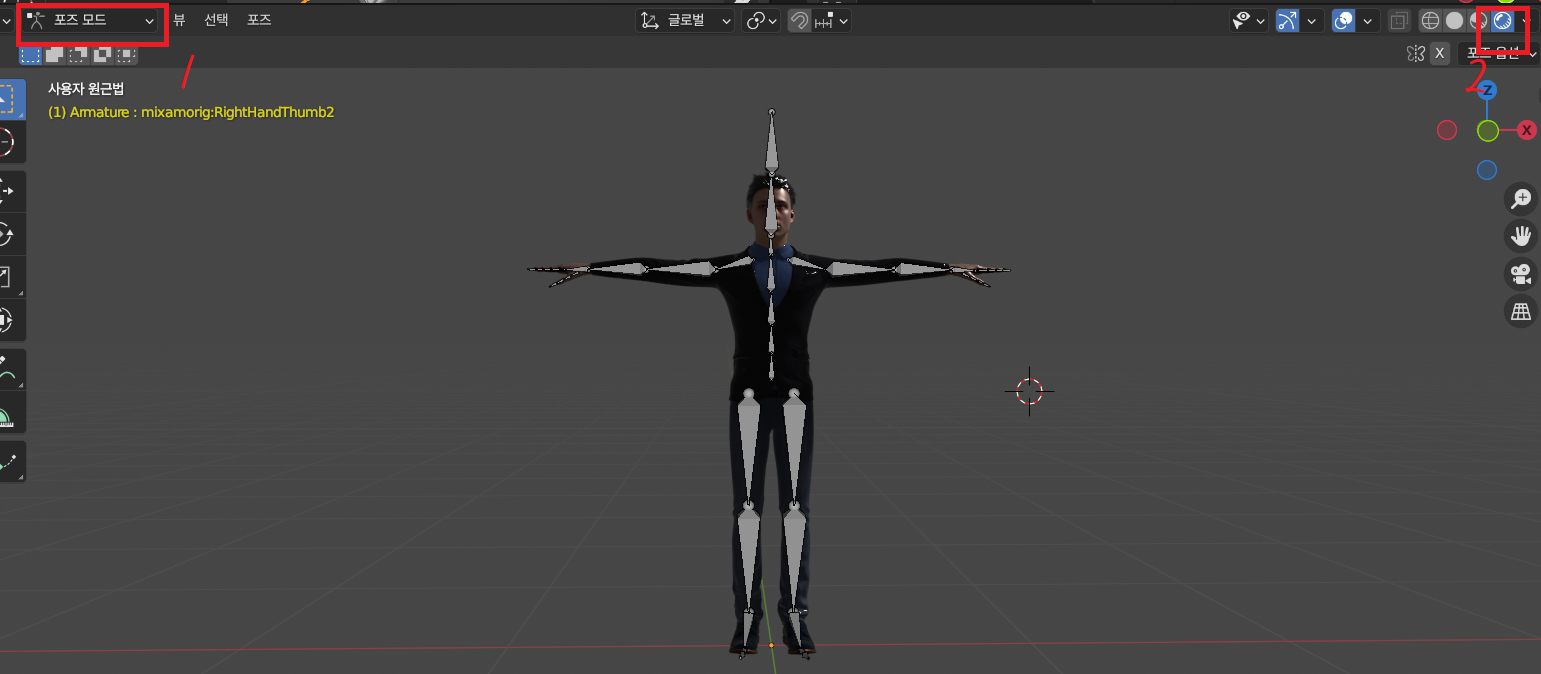 포즈 모드 뷰 선택 포즈 글로벌
X 포즈 옵션
1 2
사용자 원근법
(1) Armature : mixamorig:RightHandThumb2
Z
X